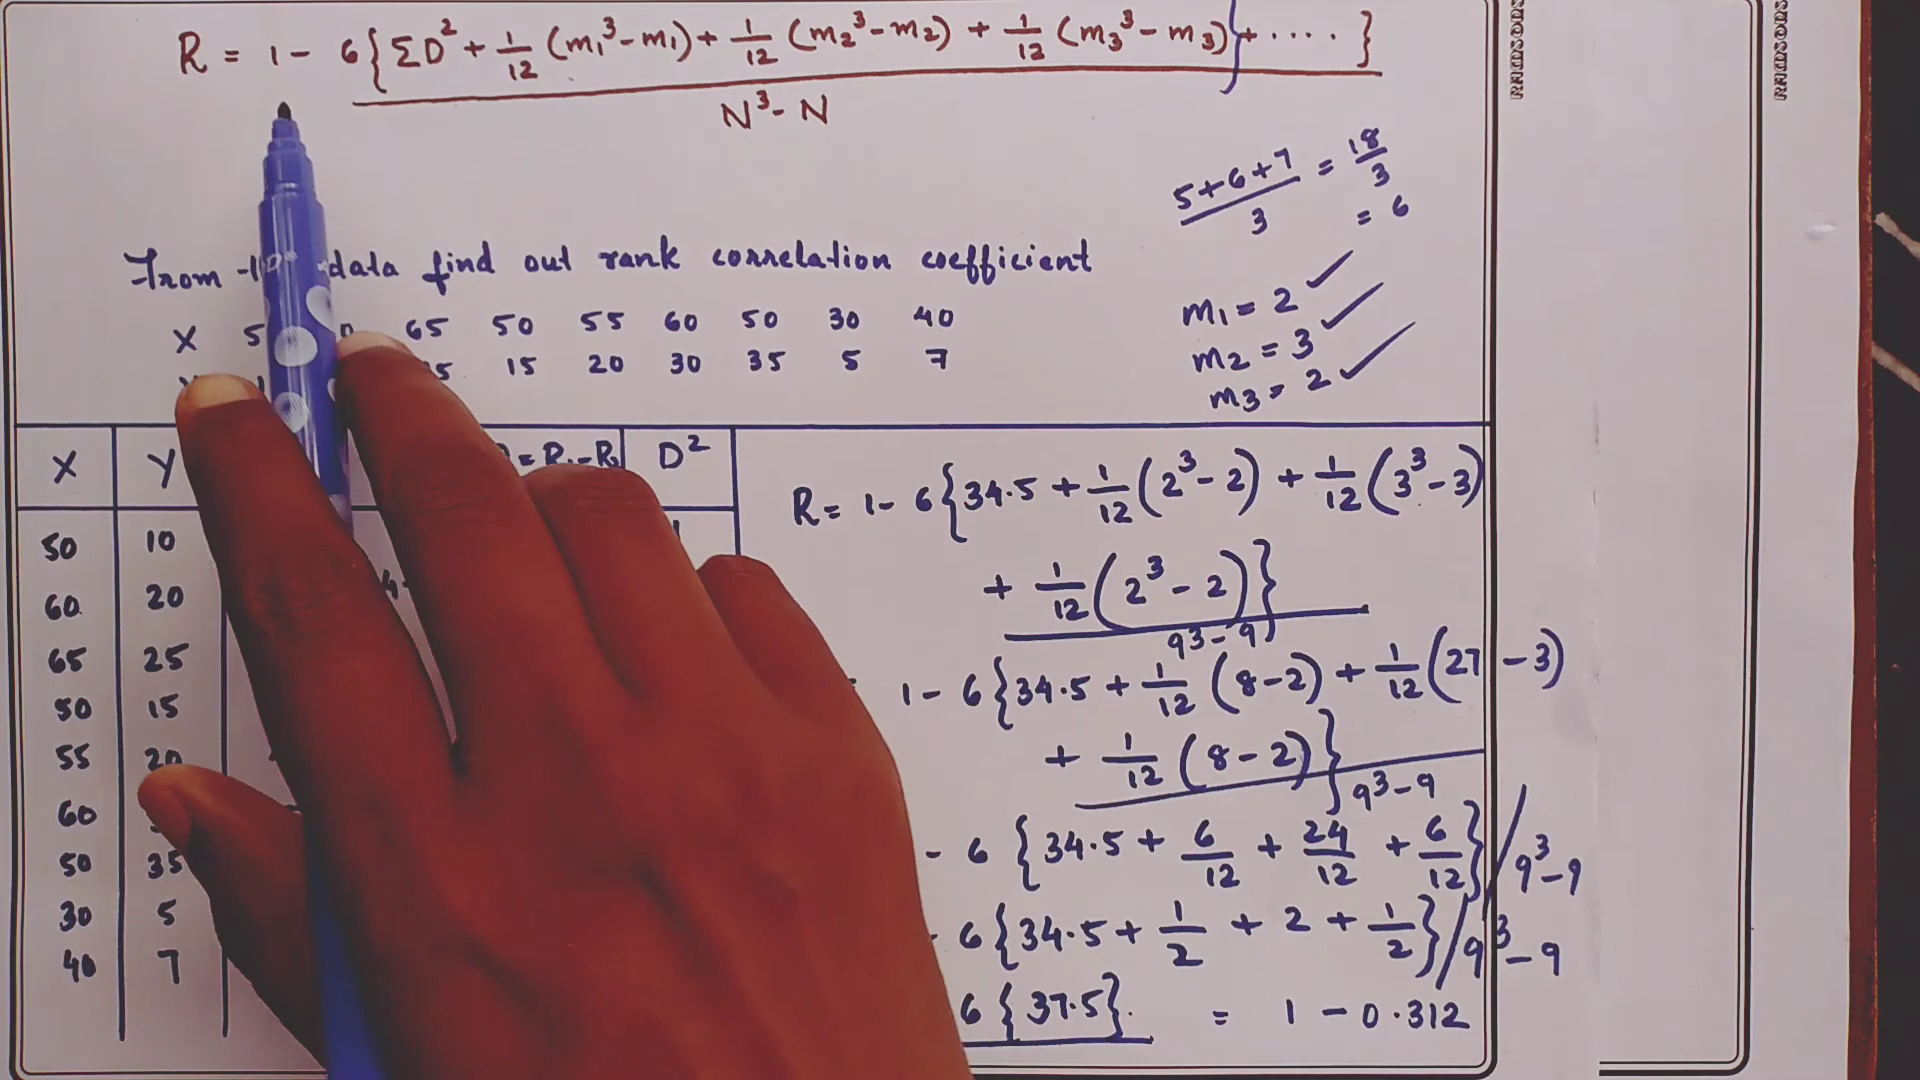 R = 1 - 6{ΣD² + 1/12 (m₁³ - m₁) + 1/12 (m₂³ - m₂) + 1/12 (m₃³ - m₃)} + ....}
N³ - N
5+6+7/3 = 18/3
= 6
From data find out rank correlation coefficient
m₁ = 2 ✓
X 65 50 55 60 50 30 40
m₂ = 3 ✓
15 20 30 35 5 7
m₃ = 2 ✓
X Y D²
50 10
60 20
65 25
50 15
55 20
60
50 35
30 5
40 7
R = 1 - 6{34.5 + 1/12 (2³ - 2) + 1/12 (3³ - 3)
+ 1/12 (2³ - 2)}
9³ - 9
1 - 6{34.5 + 1/12 (8-2) + 1/12 (27 - 3)
+ 1/12 (8-2)}
9³ - 9
- 6 {34.5 + 6/12 + 24/12 + 6/12} / 9³ - 9
- 6{34.5 + 1/2 + 2 + 1/2} / 9³ - 9
6 {37.5} = 1 - 0.312